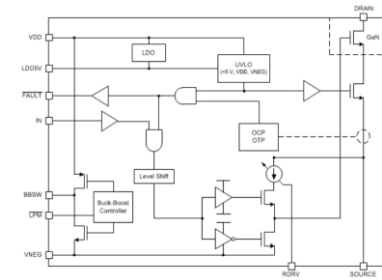 DRAIN
GaN
VDD
LDO
LDO5V
UVLO
(+5 V, VDD, VNEG)
FAULT
IN
OCP
OTP
Level Shift
BBSW
Buck-Boost
Controller
LPM
VNEG
RDRV
SOURCE